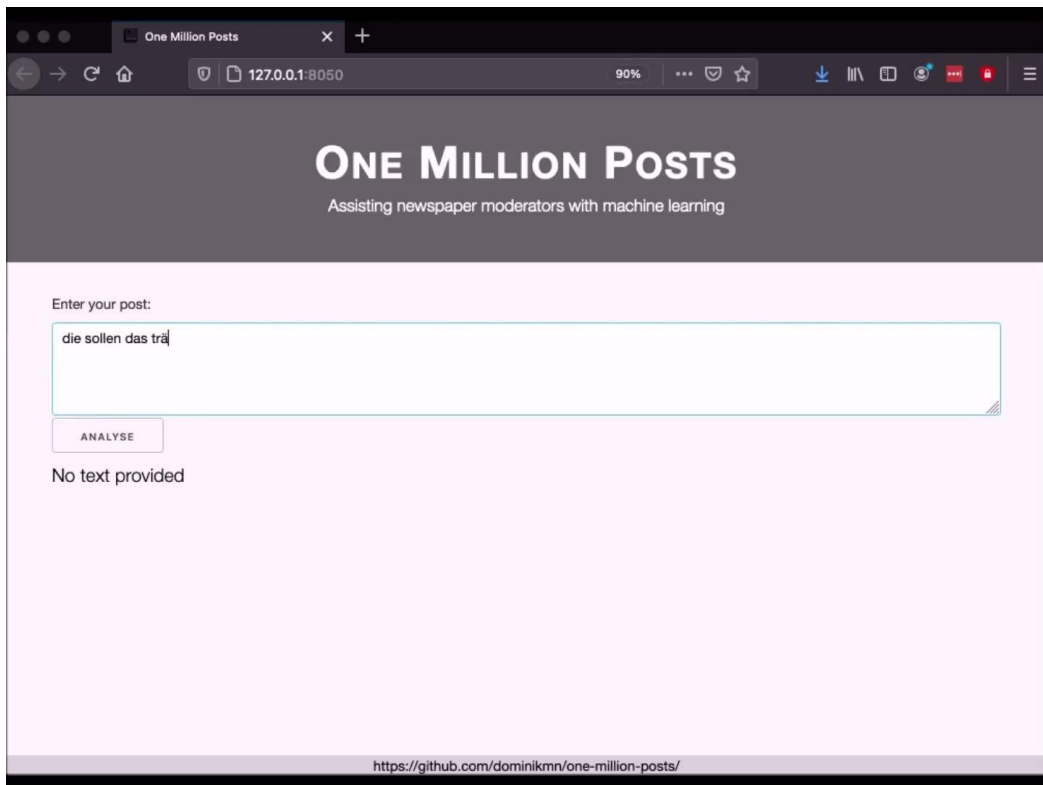 One Million Posts
127.0.0.1:8050
90%
ONE MILLION POSTS
Assisting newspaper moderators with machine learning
Enter your post:
die sollen das trä
ANALYSE
No text provided
https://github.com/dominikmn/one-million-posts/